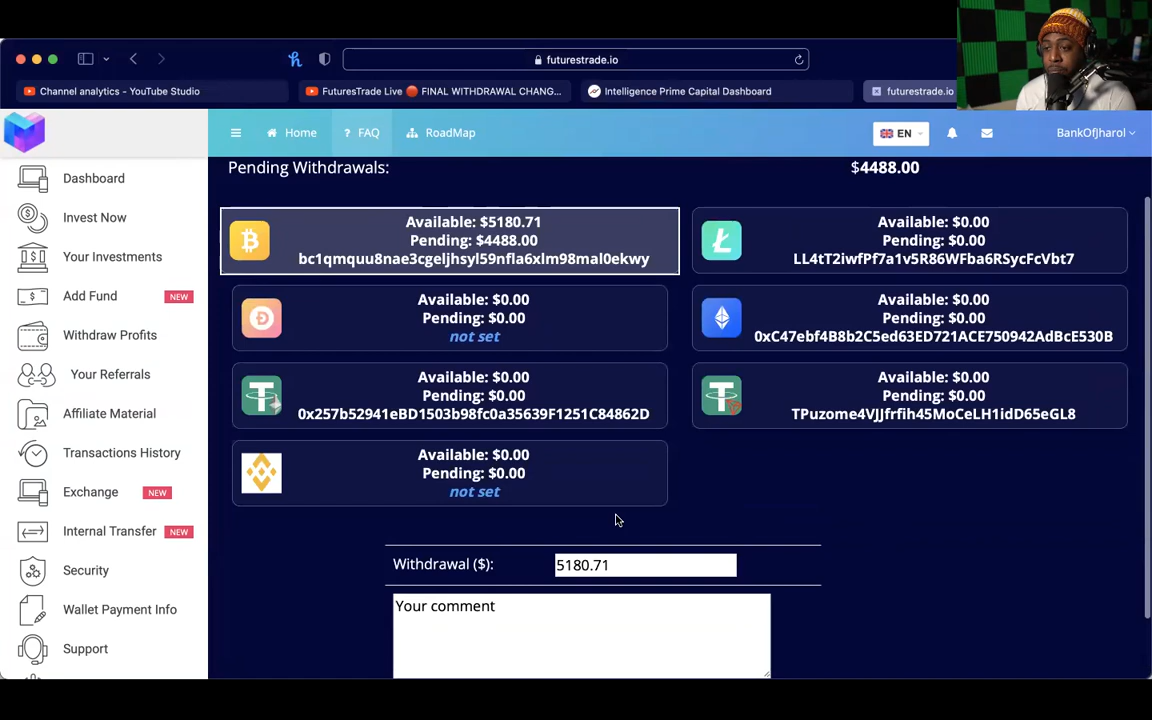 futurestrade.io
Channel analytics - YouTube Studio
FuturesTrade Live 🔴 FINAL WITHDRAWAL CHANG...
Intelligence Prime Capital Dashboard
futurestrade.io
Home
? FAQ
RoadMap
EN
BankOfJharol
Dashboard
Invest Now
Your Investments
Add Fund NEW
Withdraw Profits
Your Referrals
Affiliate Material
Transactions History
Exchange NEW
Internal Transfer NEW
Security
Wallet Payment Info
Support
Pending Withdrawals: $4488.00
Available: $5180.71
Pending: $4488.00
bc1qmquu8nae3cgeljhsyl59nfla6xlm98mal0ekwy
Available: $0.00
Pending: $0.00
LL4tT2iwfPf7a1v5R86WFba6RSycFcVbt7
Available: $0.00
Pending: $0.00
not set
Available: $0.00
Pending: $0.00
0xC47ebf4B8b2C5ed63ED721ACE750942AdBcE530B
Available: $0.00
Pending: $0.00
0x257b52941eBD1503b98fc0a35639F1251C84862D
Available: $0.00
Pending: $0.00
TPuzome4VJJfrfih45MoCeLH1idD65eGL8
Available: $0.00
Pending: $0.00
not set
Withdrawal ($): 5180.71
Your comment